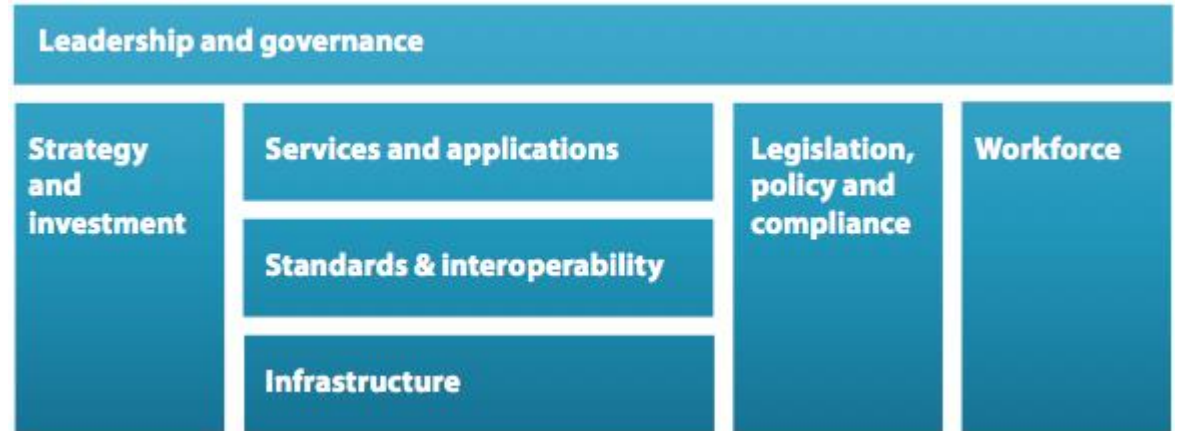 Leadership and governance
Strategy
and
investment
Services and applications
Standards & interoperability
Infrastructure
Legislation,
policy and
compliance
Workforce